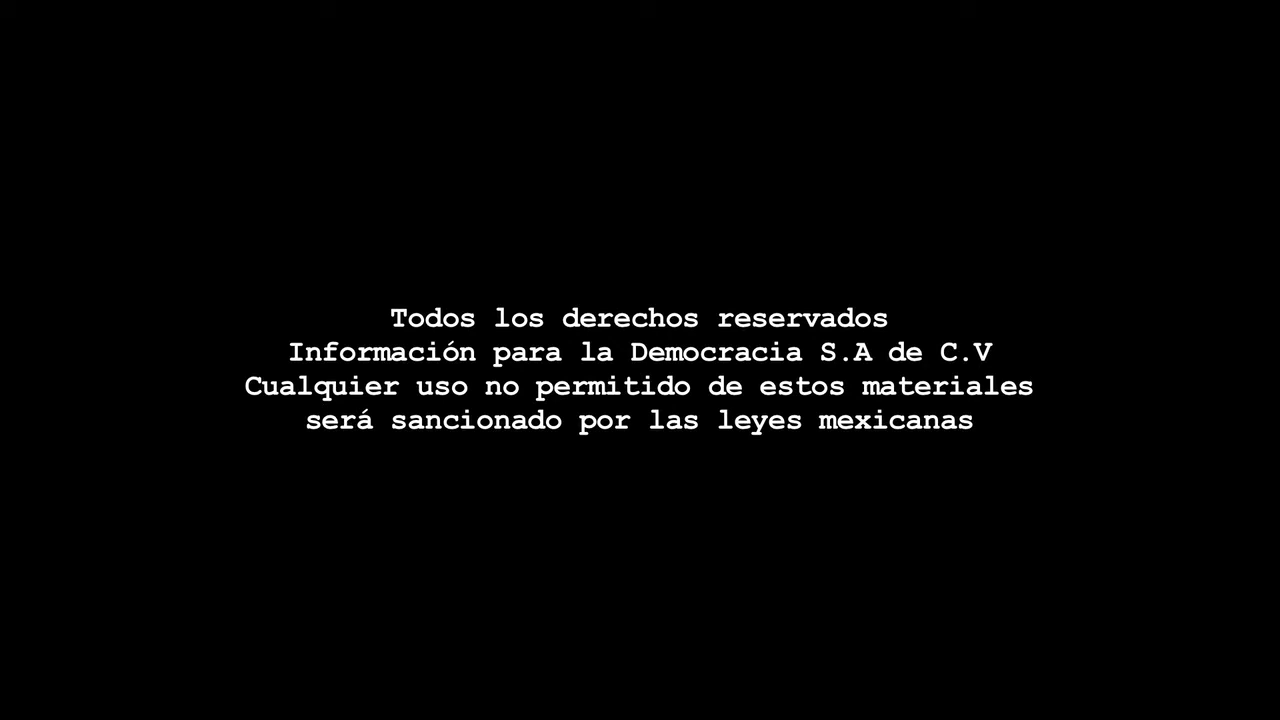 Todos los derechos reservados
Información para la Democracia S.A de C.V
Cualquier uso no permitido de estos materiales
será sancionado por las leyes mexicanas